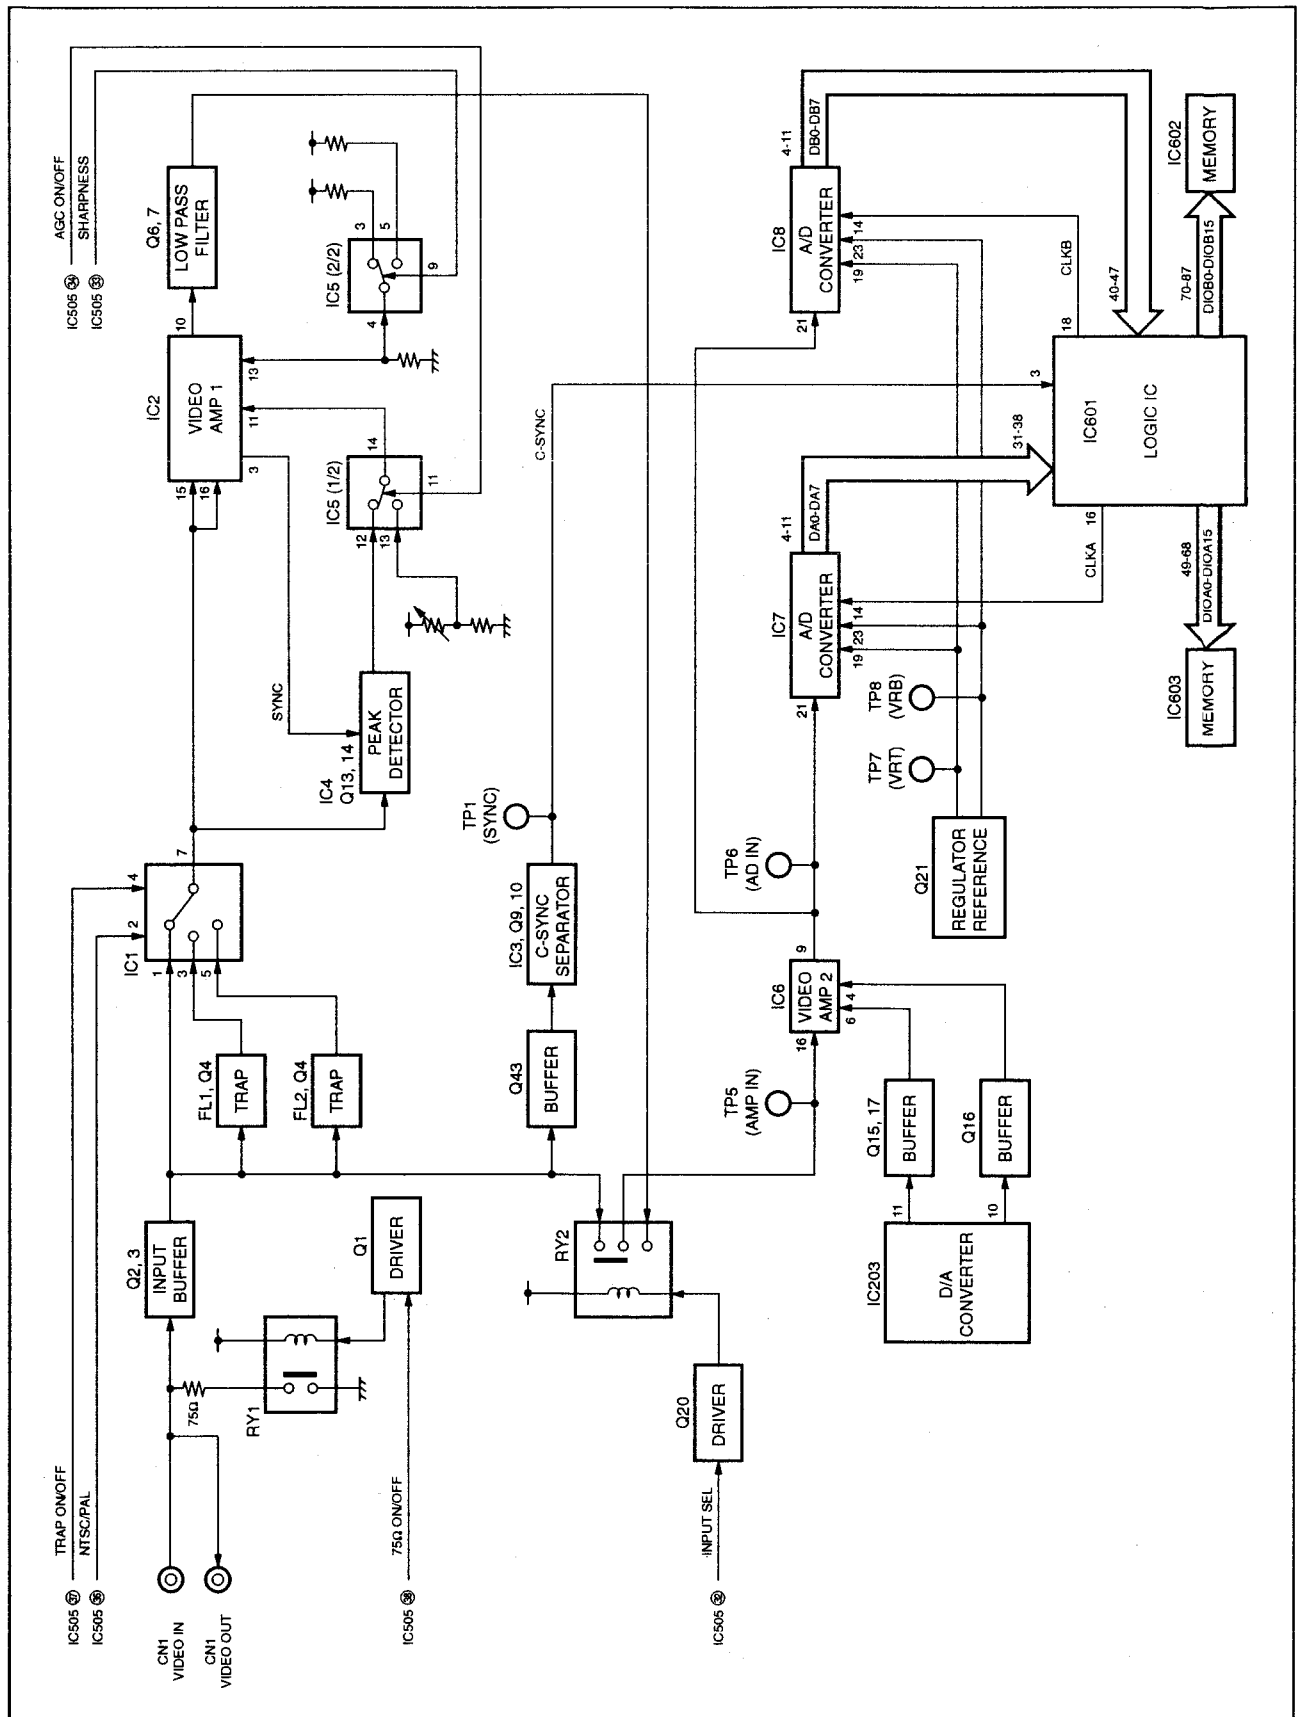 IC505 ㊲
TRAP ON/OFF
IC505
NTSC/PAL
CN1
VIDEO IN
CN1
VIDEO OUT
75Ω
RY1
Q2, 3
INPUT
BUFFER
IC505
75Ω ON/OFF
Q1
DRIVER
FL1, Q4
TRAP
FL2, Q4
TRAP
IC1
1
3
5
2
4
7
IC4
Q13, 14
PEAK
DETECTOR
SYNC
IC2
VIDEO
AMP 1
15
16
3
11
13
10
IC5 (1/2)
12
13
14
11
IC5 (2/2)
4
3
5
9
Q6, 7
LOW PASS
FILTER
IC505 ㉞
AGC ON/OFF
IC505 ㉝
SHARPNESS
Q43
BUFFER
IC3, Q9, 10
C-SYNC
SEPARATOR
TP1
(SYNC)
C-SYNC
RY2
IC505 ㉜
INPUT SEL
Q20
DRIVER
TP5
(AMP IN)
IC6
VIDEO
AMP 2
16
6
4
9
TP6
(AD IN)
IC203
D/A
CONVERTER
11
10
Q15, 17
BUFFER
Q16
BUFFER
Q21
REGULATOR
REFERENCE
TP7
(VRT)
TP8
(VRB)
IC7
A/D
CONVERTER
21
19
23
14
4-11
DA0-DA7
IC8
A/D
CONVERTER
21
19
23
14
4-11
DB0-DB7
31-38
3
18
CLKB
40-47
16
CLKA
IC601
LOGIC IC
49-68
DIOA0-DIOA15
IC603
MEMORY
70-87
DIOB0-DIOB15
IC602
MEMORY